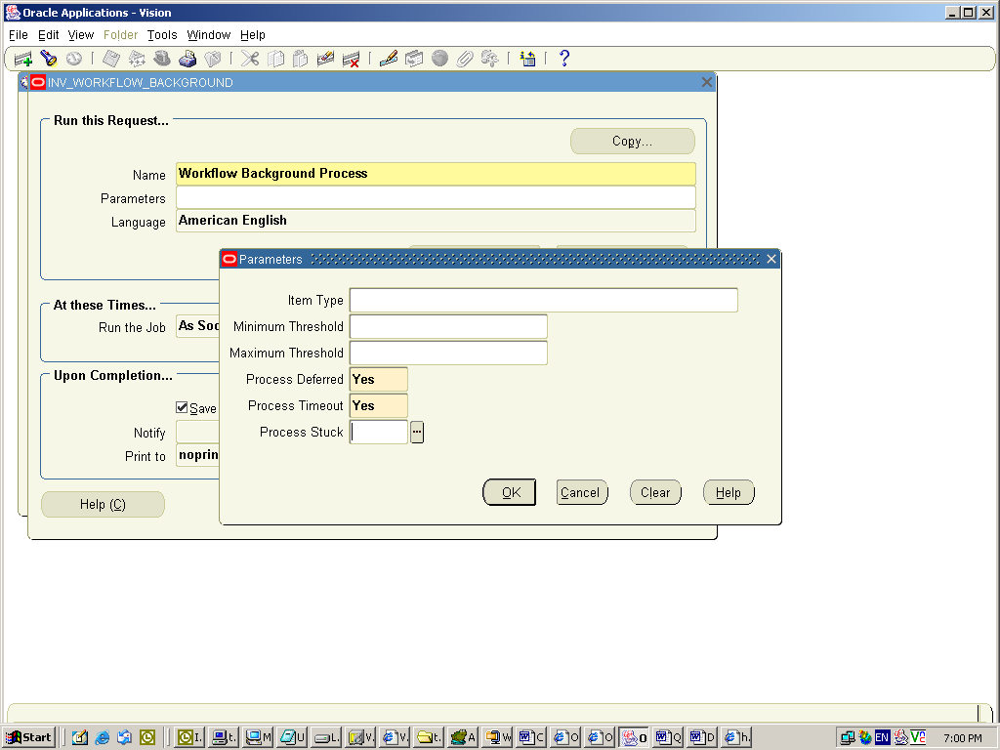 Oracle Applications - Vision
File Edit View Folder Tools Window Help
INV_WORKFLOW_BACKGROUND
Run this Request...
Copy...
Name Workflow Background Process
Parameters
Language American English
Parameters
Item Type
At these Times...
Run the Job As Soo
Minimum Threshold
Maximum Threshold
Upon Completion...
Process Deferred Yes
Process Timeout Yes
Save
Notify
Process Stuck ...
Print to noprin
OK Cancel Clear Help
Help (C)
Start I. t. M U L. V. V. t. A W C O O O Q D h. EN 7:00 PM